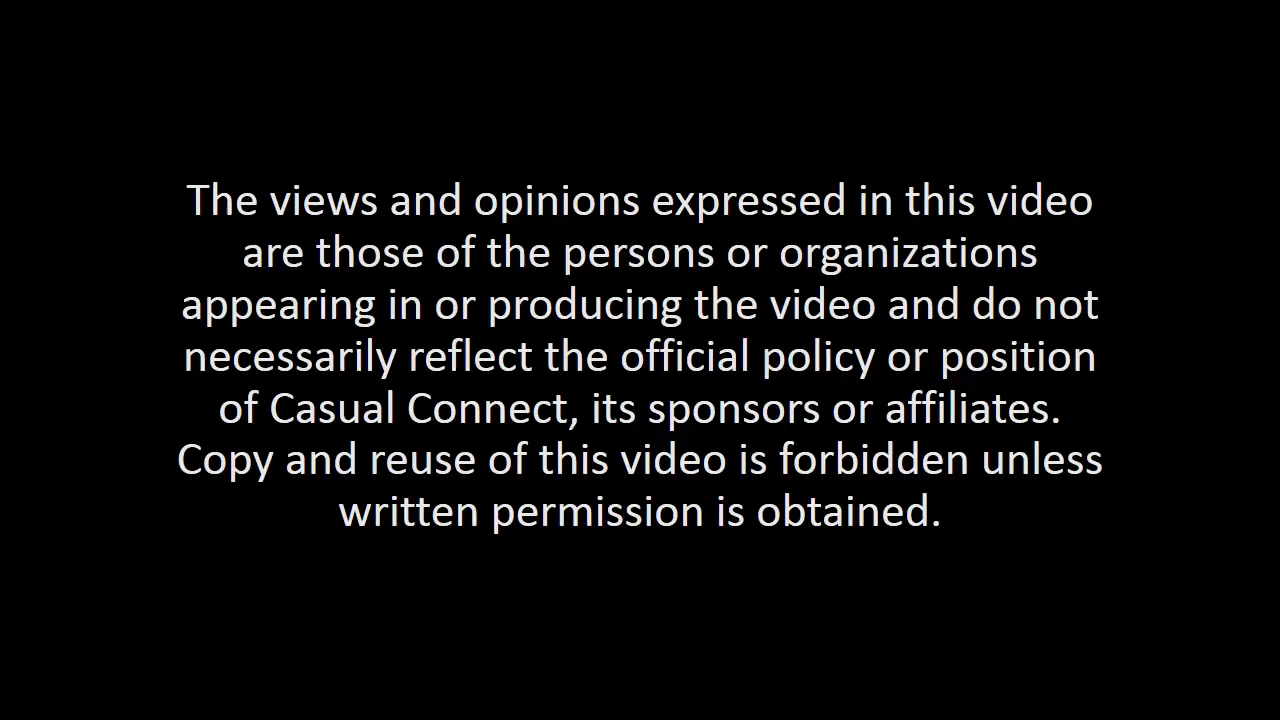 The views and opinions expressed in this video
are those of the persons or organizations
appearing in or producing the video and do not
necessarily reflect the official policy or position
of Casual Connect, its sponsors or affiliates.
Copy and reuse of this video is forbidden unless
written permission is obtained.